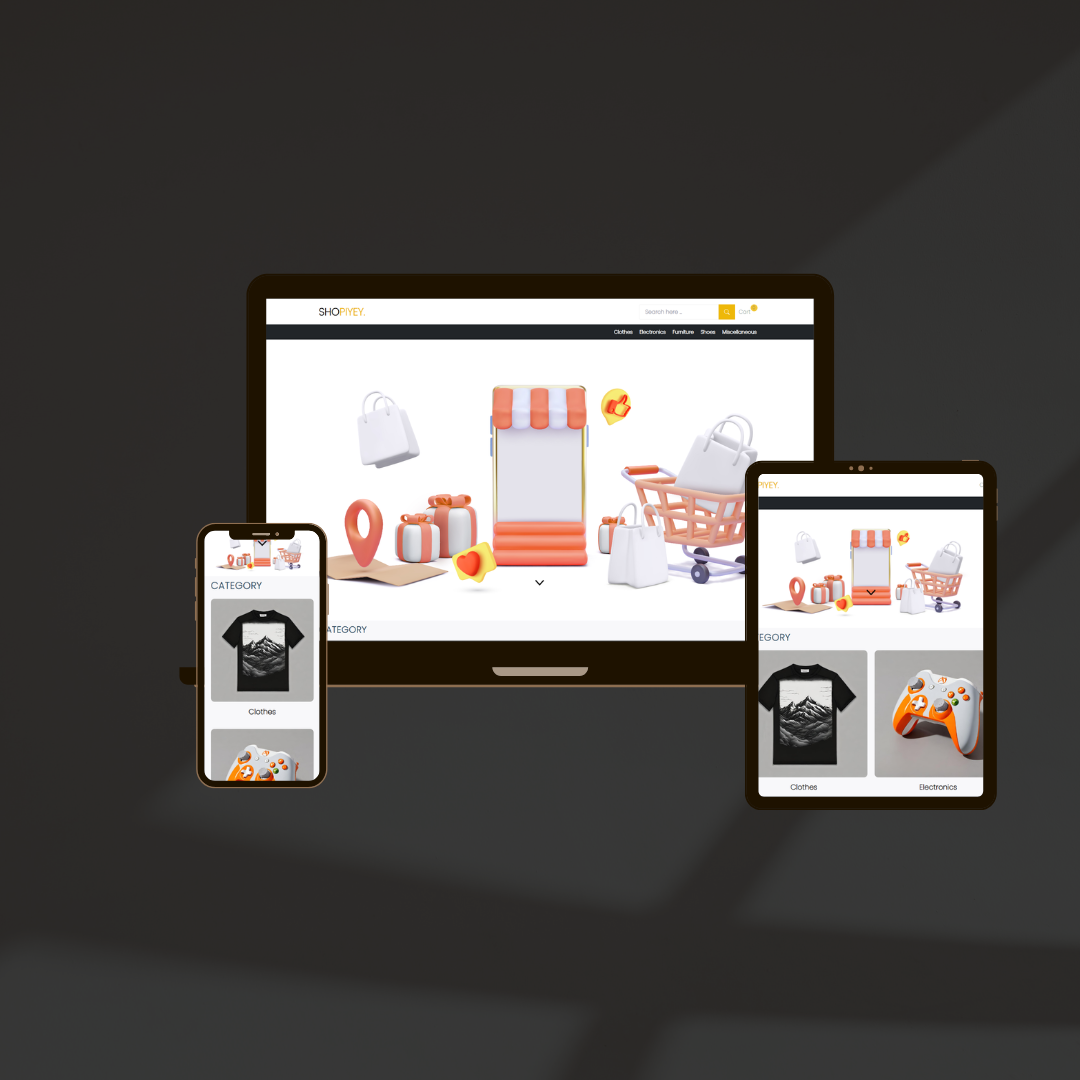 SHOPIYEY.
Search here ...
Cart
Clothes Electronics Furniture Shoes Miscellaneous
ATEGORY
PIYEY.
EGORY
Clothes Electronics
CATEGORY
Clothes